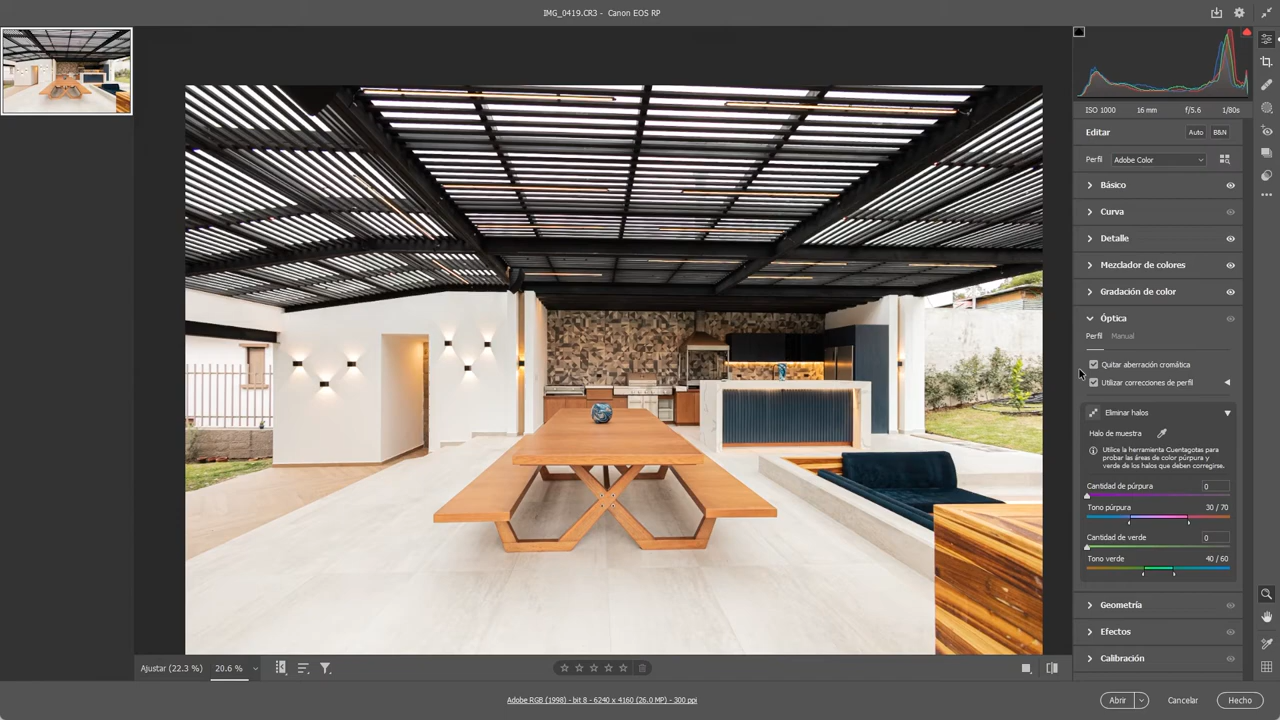 IMG_0419.CR3 - Canon EOS RP
ISO 1000 16 mm f/5.6 1/80s
Editar Auto B&N
Perfil Adobe Color
Básico
Curva
Detalle
Mezclador de colores
Gradación de color
Óptica
Perfil Manual
Quitar aberración cromática
Utilizar correcciones de perfil
Eliminar halos
Halo de muestra
Utilice la herramienta Cuentagotas para
probar las áreas de color púrpura y
verde de los halos que deben corregirse.
Cantidad de púrpura 0
Tono púrpura 30 / 70
Cantidad de verde 0
Tono verde 40 / 60
Geometría
Efectos
Calibración
Ajustar (22.3 %) 20.6 %
Adobe RGB (1998) - bit 8 - 6240 x 4160 (26.0 MP) - 300 ppi
Abrir Cancelar Hecho